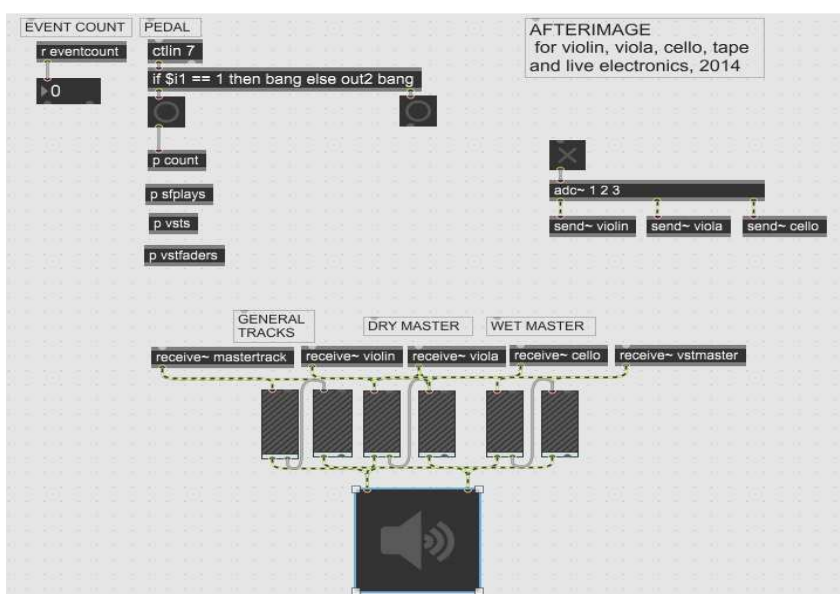 EVENT COUNT
r eventcount
0
PEDAL
ctlin 7
if $i1 == 1 then bang else out2 bang
p count
p sfplays
p vsts
p vstfaders
AFTERIMAGE
for violin, viola, cello, tape
and live electronics, 2014
adc~ 1 2 3
send~ violin
send~ viola
send~ cello
GENERAL
TRACKS
DRY MASTER
WET MASTER
receive~ mastertrack
receive~ violin
receive~ viola
receive~ cello
receive~ vstmaster